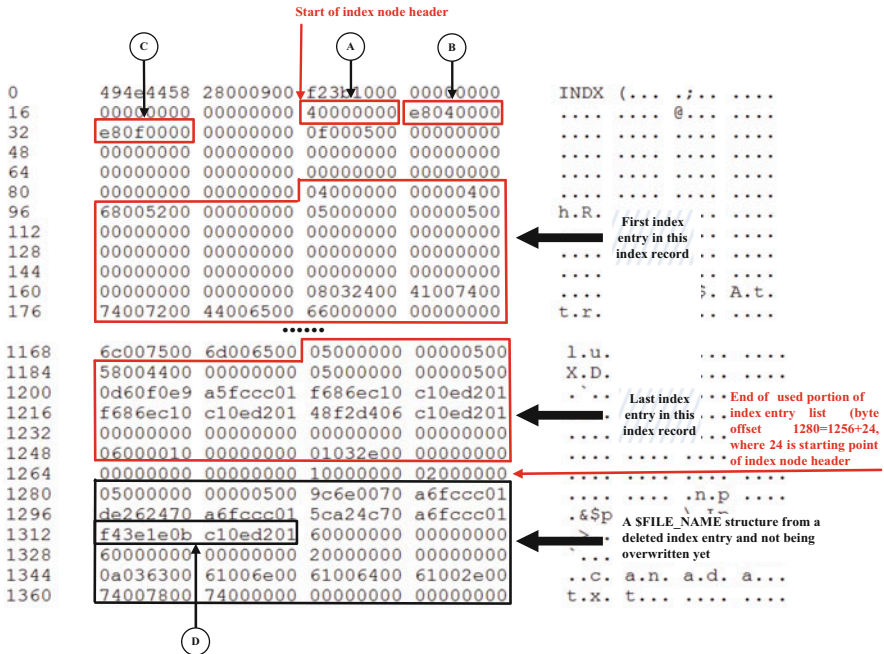 Start of index node header
C A B
0 494e4458 28000900 f23b1000 00000000 INDX (... .;.. ....
16 00000000 00000000 40000000 e8040000 .... .... @... ....
32 e80f0000 00000000 0f000500 00000000 .... .... .... ....
48 00000000 00000000 00000000 00000000 .... .... .... ....
64 00000000 00000000 00000000 00000000 .... .... .... ....
80 00000000 00000000 04000000 00000400 .... .... .... ....
96 68005200 00000000 05000000 00000500 h.R. .. ....
112 00000000 00000000 00000000 00000000 .... ....
128 00000000 00000000 00000000 00000000 .... ....
144 00000000 00000000 00000000 00000000 .... ....
160 00000000 00000000 08032400 41007400 .... $. A.t.
176 74007200 44006500 66000000 00000000 t.r. .. ....
First index
entry in this
index record
......
1168 6c007500 6d006500 05000000 00000500 l.u. ... ....
1184 58004400 00000000 05000000 00000500 X.D. ... ....
1200 0d60f0e9 a5fccc01 f686ec10 c10ed201 .`..
1216 f686ec10 c10ed201 48f2d406 c10ed201 ....
1232 00000000 00000000 00000000 00000000 ....
1248 06000010 00000000 01032e00 00000000 ....
1264 00000000 00000000 10000000 02000000 .... .... .... ....
Last index
entry in this
index record
End of used portion of
index entry list (byte
offset 1280=1256+24,
where 24 is starting point
of index node header
1280 05000000 00000500 9c6e0070 a6fccc01 .... .n.p ....
1296 de262470 a6fccc01 5ca24c70 a6fccc01 .&$p
1312 f43e1e0b c10ed201 60000000 00000000 .>..
1328 60000000 00000000 20000000 00000000 `...
1344 0a036300 61006e00 61006400 61002e00 ..c. a.n. a.d. a...
1360 74007800 74000000 00000000 00000000 t.x. t... .... ....
A $FILE_NAME structure from a
deleted index entry and not being
overwritten yet
D